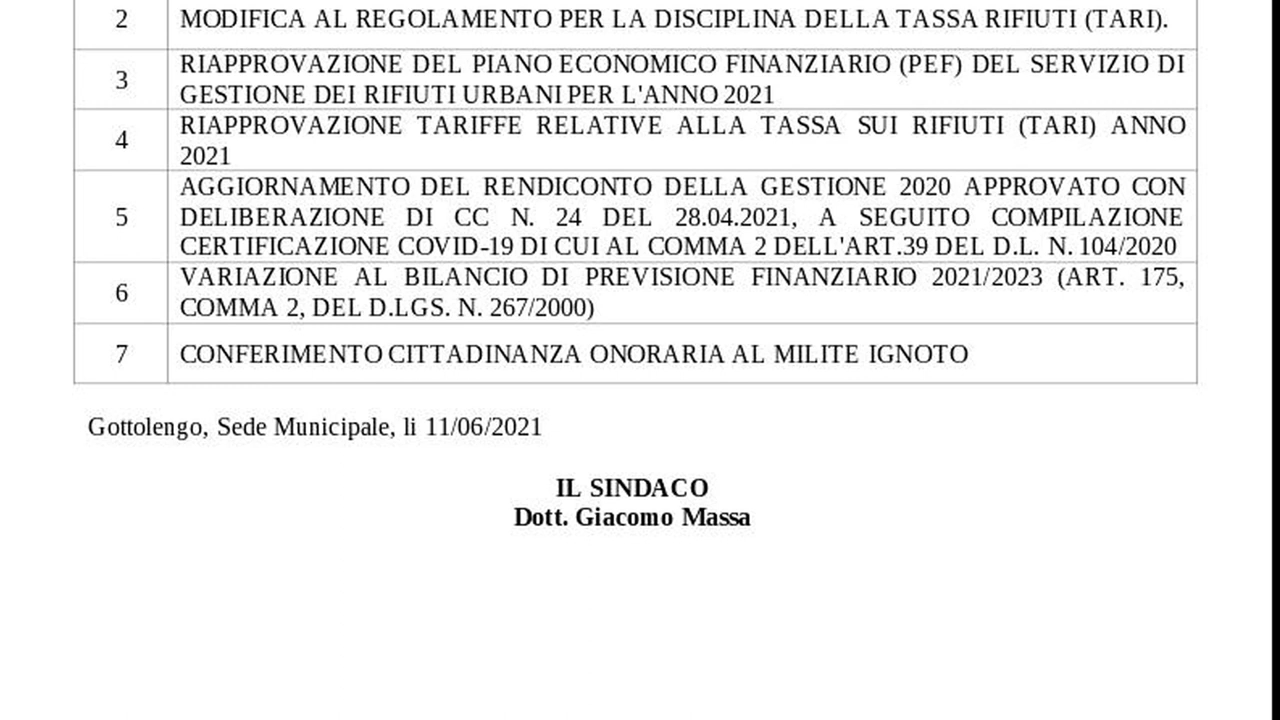 2 MODIFICA AL REGOLAMENTO PER LA DISCIPLINA DELLA TASSA RIFIUTI (TARI).
3 RIAPPROVAZIONE DEL PIANO ECONOMICO FINANZIARIO (PEF) DEL SERVIZIO DI
GESTIONE DEI RIFIUTI URBANI PER L'ANNO 2021
4 RIAPPROVAZIONE TARIFFE RELATIVE ALLA TASSA SUI RIFIUTI (TARI) ANNO
2021
5 AGGIORNAMENTO DEL RENDICONTO DELLA GESTIONE 2020 APPROVATO CON
DELIBERAZIONE DI CC N. 24 DEL 28.04.2021, A SEGUITO COMPILAZIONE
CERTIFICAZIONE COVID-19 DI CUI AL COMMA 2 DELL'ART.39 DEL D.L. N. 104/2020
6 VARIAZIONE AL BILANCIO DI PREVISIONE FINANZIARIO 2021/2023 (ART. 175,
COMMA 2, DEL D.LGS. N. 267/2000)
7 CONFERIMENTO CITTADINANZA ONORARIA AL MILITE IGNOTO
Gottolengo, Sede Municipale, li 11/06/2021
IL SINDACO
Dott. Giacomo Massa